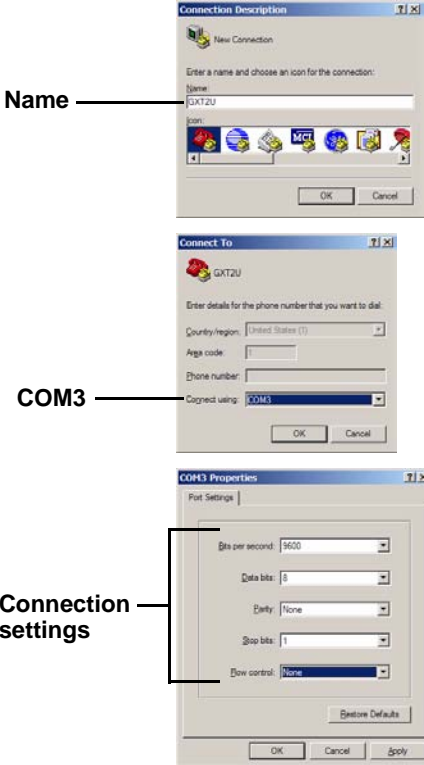 Connection Description
New Connection
Enter a name and choose an icon for the connection:
Name:
Name
GXT2U
Icon:
MCI
OK Cancel
Connect To
GXT2U
Enter details for the phone number that you want to dial:
Country/region: United States (1)
Area code: 1
Phone number:
COM3
Connect using: COM3
OK Cancel
COM3 Properties
Port Settings
Bits per second: 9600
Data bits: 8
Connection settings
Parity: None
Stop bits: 1
Flow control: None
Restore Defaults
OK Cancel Apply